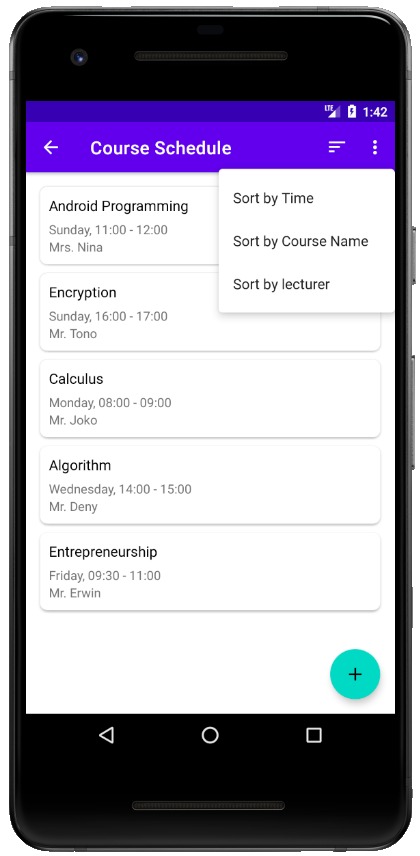 LTE 1:42
Course Schedule
Sort by Time
Sort by Course Name
Sort by lecturer
Android Programming
Sunday, 11:00 - 12:00
Mrs. Nina
Encryption
Sunday, 16:00 - 17:00
Mr. Tono
Calculus
Monday, 08:00 - 09:00
Mr. Joko
Algorithm
Wednesday, 14:00 - 15:00
Mr. Deny
Entrepreneurship
Friday, 09:30 - 11:00
Mr. Erwin